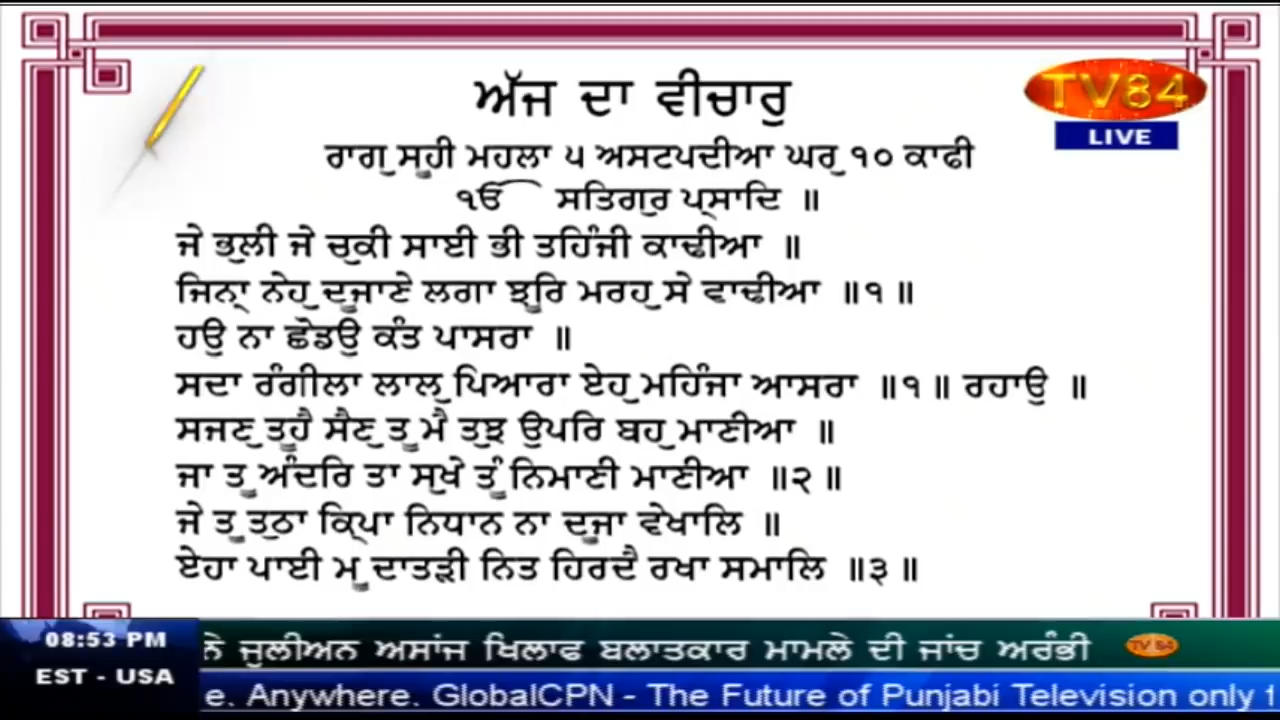 ਅੱਜ ਦਾ ਵੀਚਾਰੁ
TV84
LIVE
ਰਾਗੁ ਸੂਹੀ ਮਹਲਾ ੫ ਅਸਟਪਦੀਆ ਘਰੁ ੧੦ ਕਾਫੀ
ੴ ਸਤਿਗੁਰ ਪ੍ਰਸਾਦਿ ॥
ਜੇ ਭੁਲੀ ਜੇ ਚੁਕੀ ਸਾਈ ਭੀ ਤਹਿੰਜੀ ਕਾਢੀਆ ॥
ਜਿਨ੍ਹਾ ਨੇਹੁ ਦੂਜਾਣੇ ਲਗਾ ਝੂਰਿ ਮਰਹੁ ਸੇ ਵਾਢੀਆ ॥੧॥
ਹਉ ਨਾ ਛੋਡਉ ਕੰਤ ਪਾਸਰਾ ॥
ਸਦਾ ਰੰਗੀਲਾ ਲਾਲੁ ਪਿਆਰਾ ਏਹੁ ਮਹਿੰਜਾ ਆਸਰਾ ॥੧॥ ਰਹਾਉ ॥
ਸਜਣੁ ਤੂਹੈ ਸੈਣੁ ਤੂ ਮੈ ਤੁਝ ਉਪਰਿ ਬਹੁ ਮਾਣੀਆ ॥
ਜਾ ਤੂ ਅੰਦਰਿ ਤਾ ਸੁਖੇ ਤੂੰ ਨਿਮਾਣੀ ਮਾਣੀਆ ॥੨॥
ਜੇ ਤੂ ਤੁਠਾ ਕ੍ਰਿਪਾ ਨਿਧਾਨ ਨਾ ਦੂਜਾ ਵੇਖਾਲਿ ॥
ਏਹਾ ਪਾਈ ਮੂ ਦਾਤੜੀ ਨਿਤ ਹਿਰਦੈ ਰਖਾ ਸਮਾਲਿ ॥੩॥
08:53 PM
EST - USA
ਨੇ ਜੂਲੀਅਨ ਅਸਾਂਜ ਖਿਲਾਫ ਬਲਾਤਕਾਰ ਮਾਮਲੇ ਦੀ ਜਾਂਚ ਅਰੰਭੀ TV84
e. Anywhere. GlobalCPN - The Future of Punjabi Television only